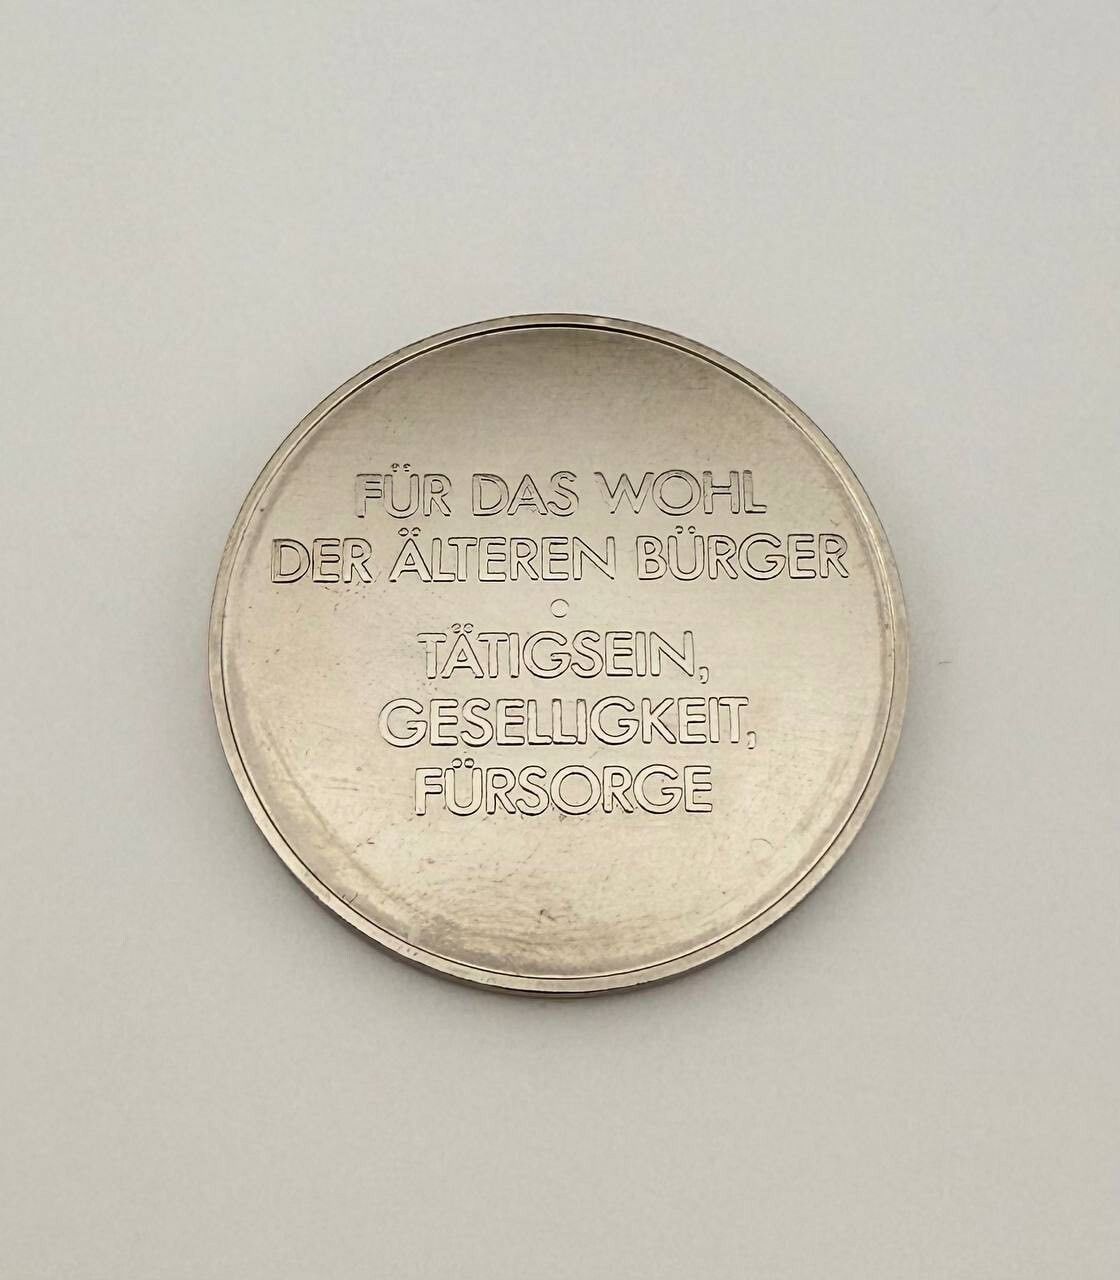 FÜR DAS WOHL
DER ÄLTEREN BÜRGER
TÄTIGSEIN,
GESELLIGKEIT,
FÜRSORGE